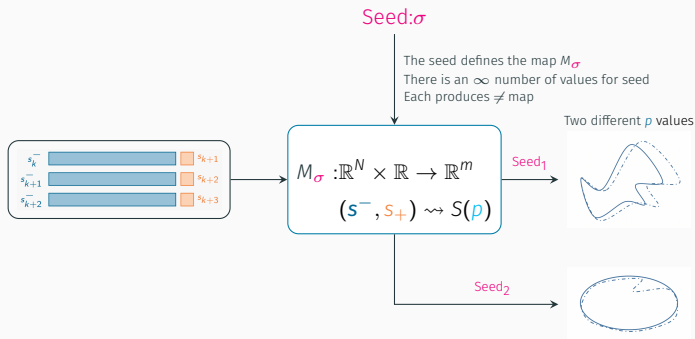 Seed:σ
The seed defines the map Mσ
There is an ∞ number of values for seed
Each produces ≠ map
Two different p values
s⁻ₖ sₖ₊₁
s⁻ₖ₊₁ sₖ₊₂
s⁻ₖ₊₂ sₖ₊₃
Mσ :ℝᴺ × ℝ → ℝᵐ
(s⁻, s₊) ⇝ S(p)
Seed₁
Seed₂